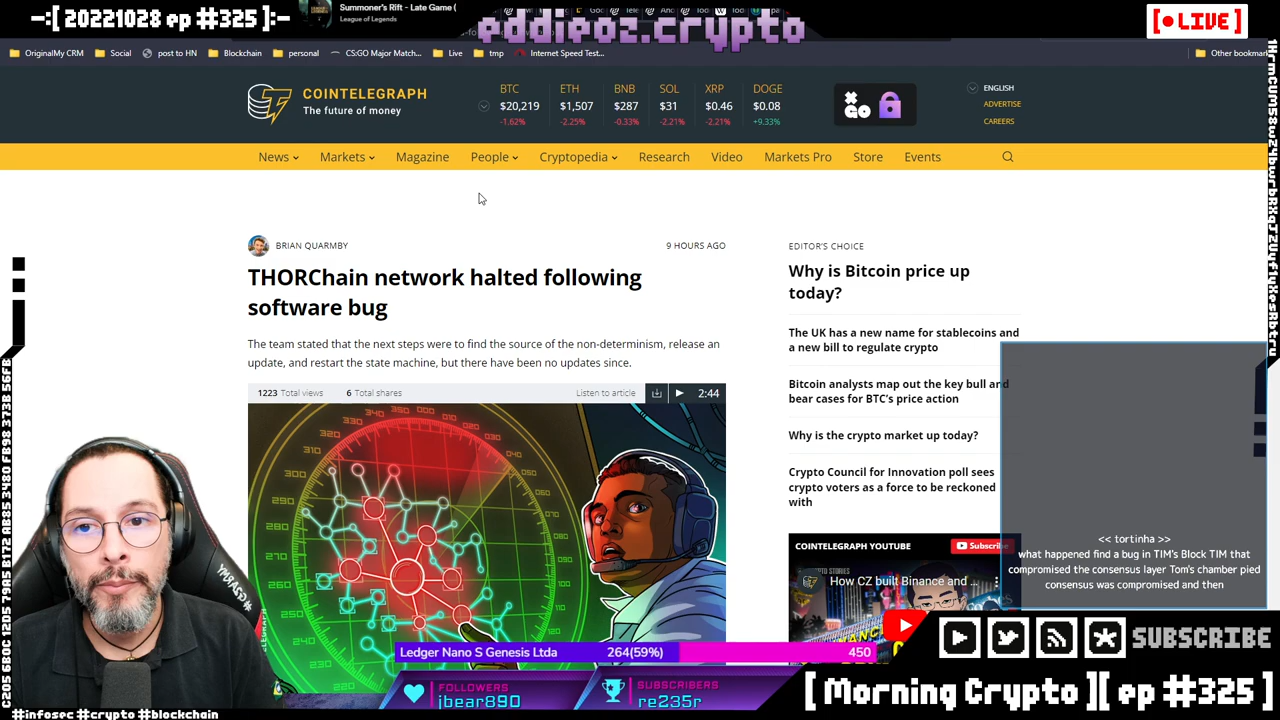 -:[ 20221028 ep #325 ]:-
Summoner's Rift - Late Game (
League of Legends
eddieoz.crypto
[ LIVE ]
OriginalMy CRM
Social
post to HN
Blockchain
personal
CS:GO Major Match...
Live
tmp
Internet Speed Test...
Other bookmar
COINTELEGRAPH
The future of money
BTC ETH BNB SOL XRP DOGE
$20,219 $1,507 $287 $31 $0.46 $0.08
-1.62% -2.25% -0.33% -2.21% -2.21% +9.33%
ENGLISH
ADVERTISE
CAREERS
News Markets Magazine People Cryptopedia Research Video Markets Pro Store Events
BRIAN QUARMBY
9 HOURS AGO
THORChain network halted following
software bug
The team stated that the next steps were to find the source of the non-determinism, release an
update, and restart the state machine, but there have been no updates since.
1223 Total views 6 Total shares
Listen to article
2:44
EDITOR'S CHOICE
Why is Bitcoin price up
today?
The UK has a new name for stablecoins and
a new bill to regulate crypto
Bitcoin analysts map out the key bull and
bear cases for BTC's price action
Why is the crypto market up today?
Crypto Council for Innovation poll sees
crypto voters as a force to be reckoned
with
COINTELEGRAPH YOUTUBE
Subscribe
How CZ built Binance and ...
<< tortinha >>
what happened find a bug in TIM's Block TIM that
compromised the consensus layer Tom's chamber pied
consensus was compromised and then
Ledger Nano S Genesis Ltda 264(59%) 450
FOLLOWERS
jbear890
SUBSCRIBERS
re235r
SUBSCRIBE
[ Morning Crypto ][ ep #325 ]
#infosec #crypto #blockchain